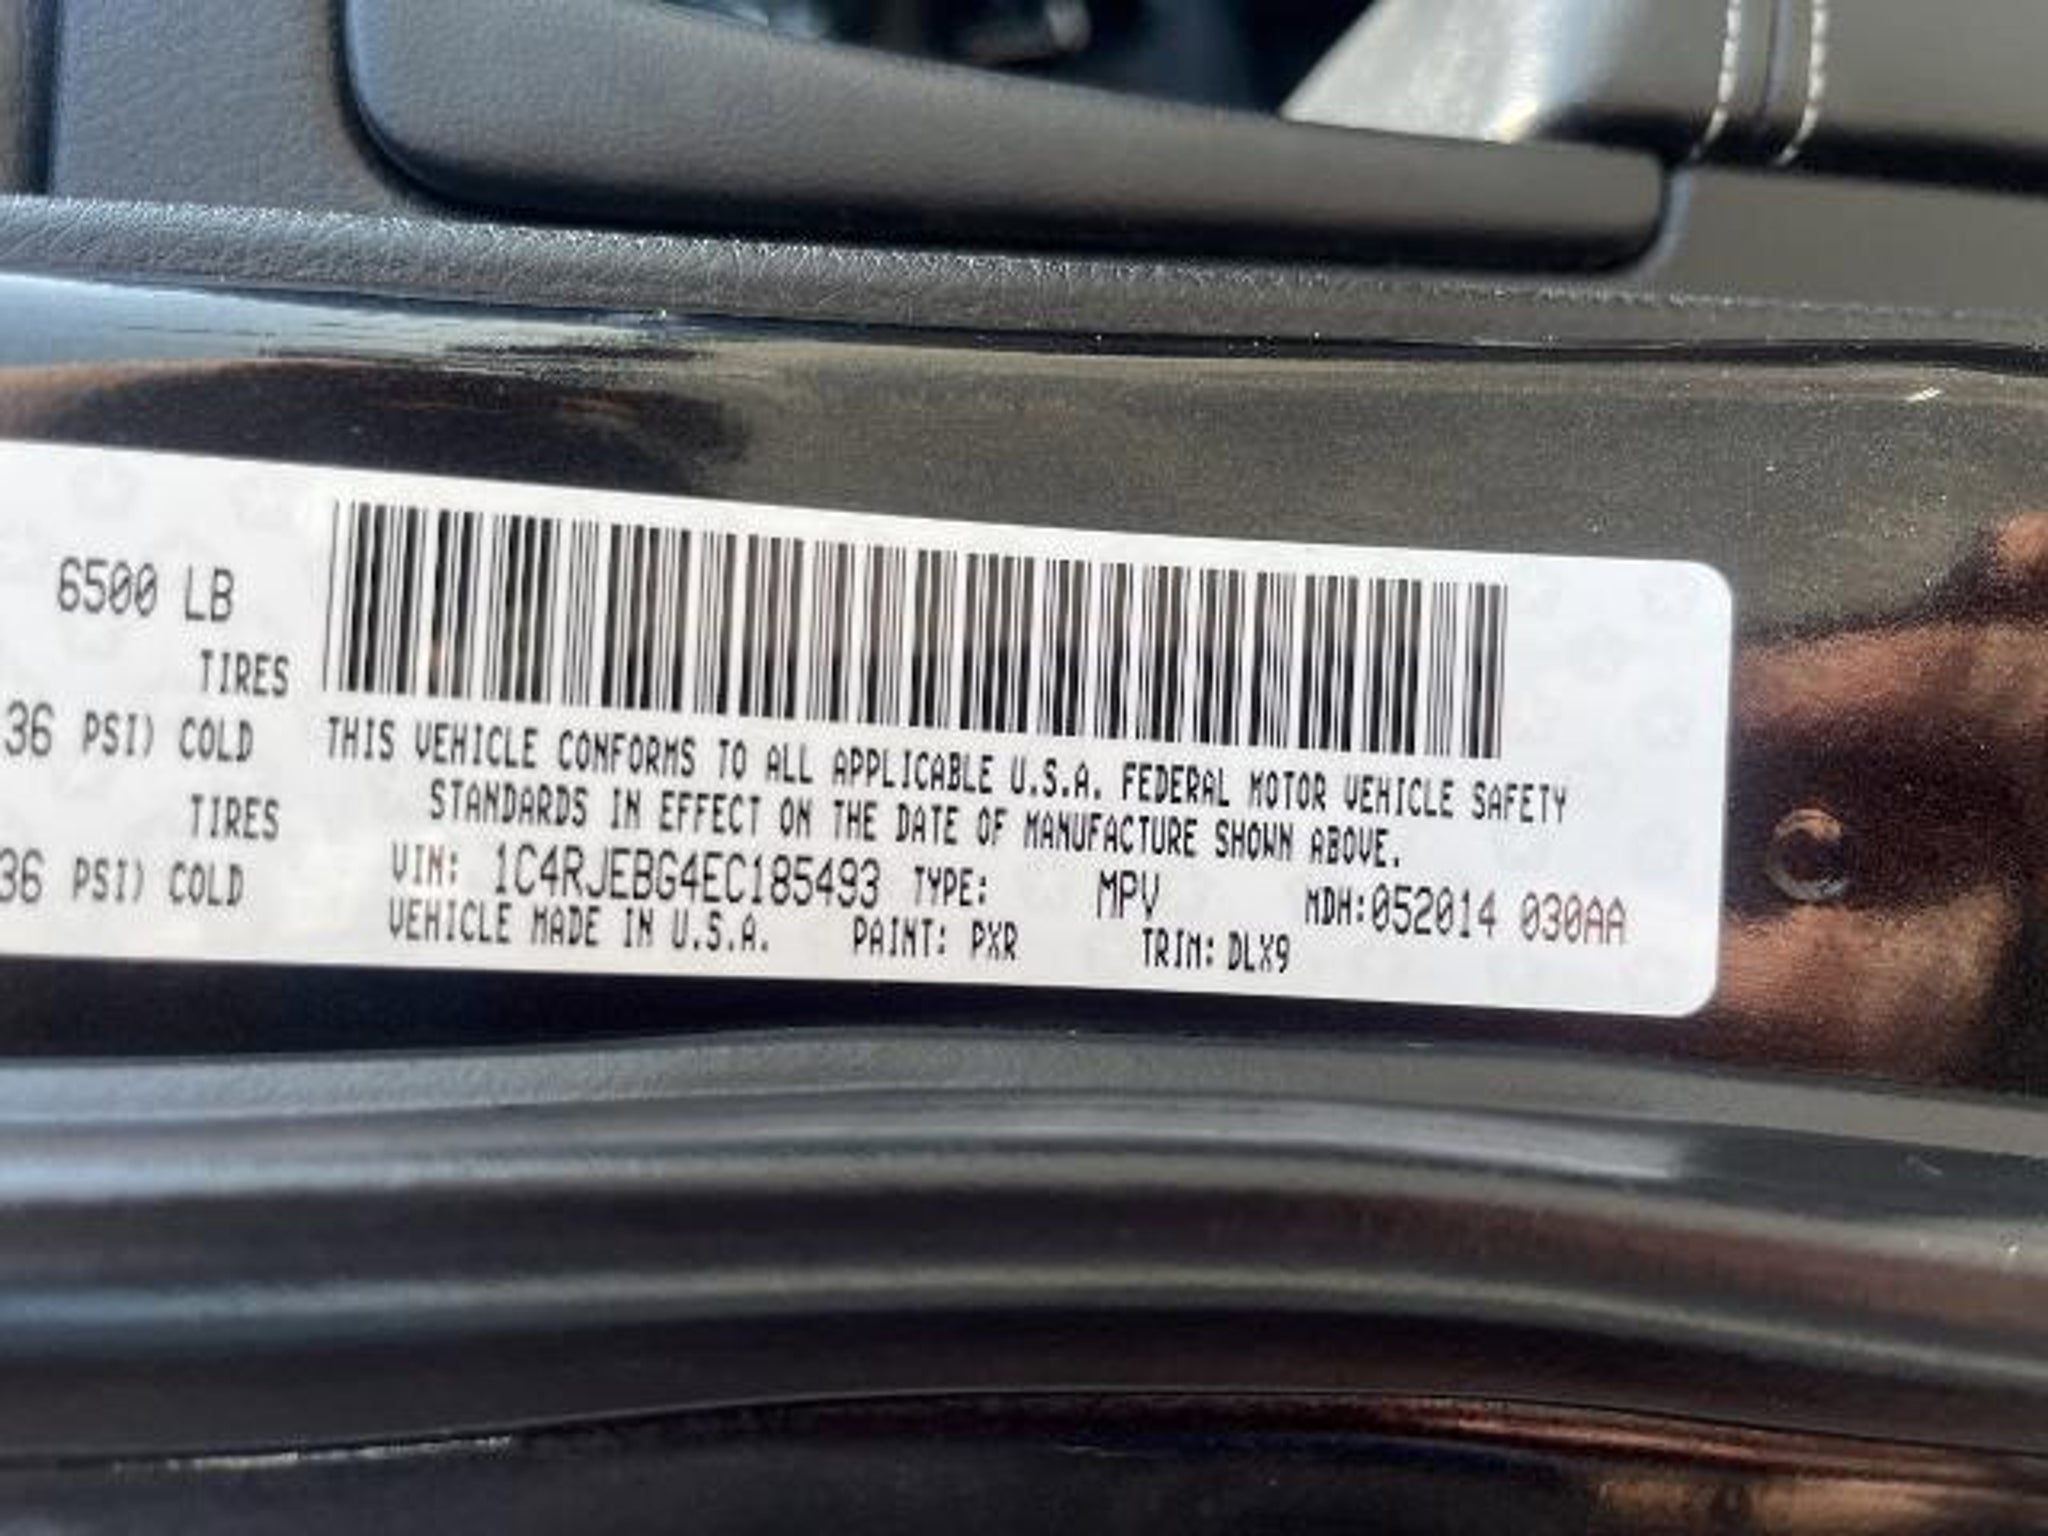 6500 LB
TIRES
36 PSI) COLD
TIRES
36 PSI) COLD
THIS VEHICLE CONFORMS TO ALL APPLICABLE U.S.A. FEDERAL MOTOR VEHICLE SAFETY
STANDARDS IN EFFECT ON THE DATE OF MANUFACTURE SHOWN ABOVE.
VIN: 1C4RJEBG4EC185493 TYPE: MPV MDH:052014 030AA
VEHICLE MADE IN U.S.A. PAINT: PXR TRIM: DLX9